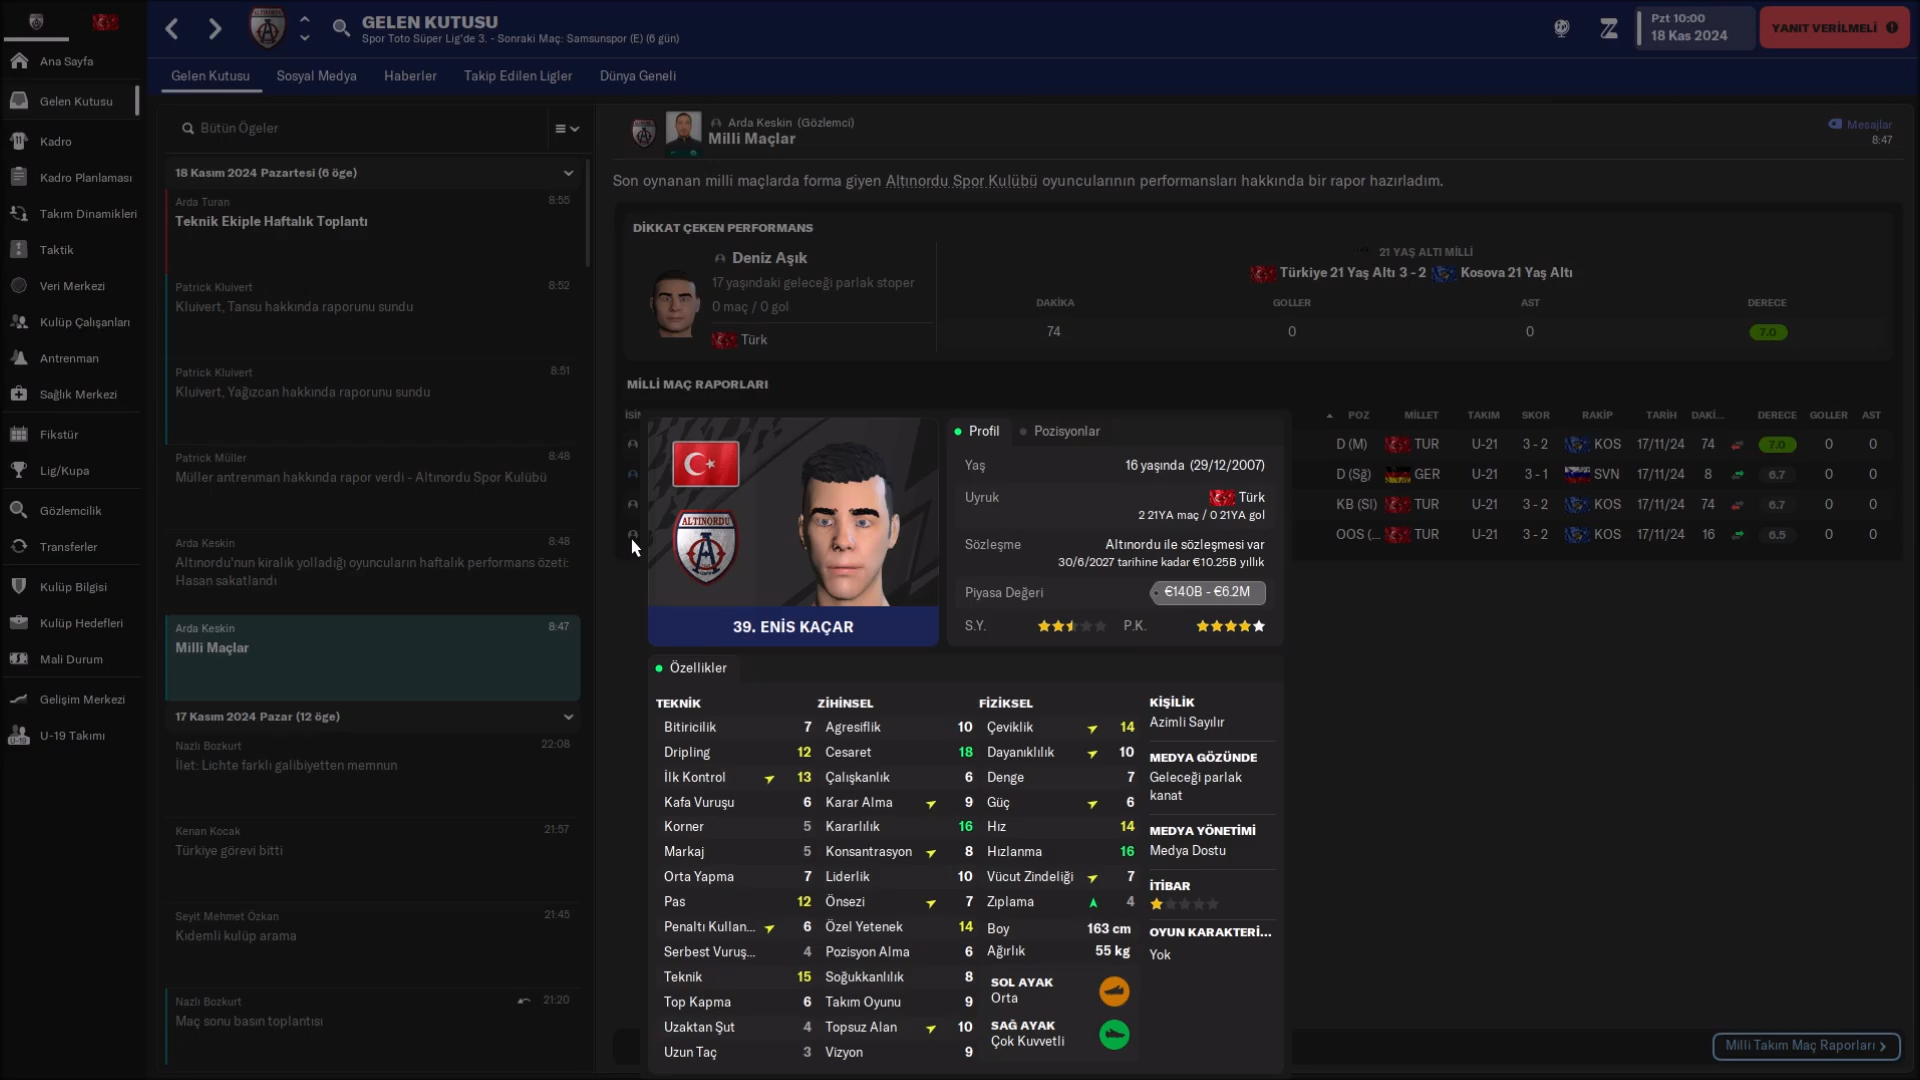 GELEN KUTUSU
Spor Toto Süper Lig'de 3. - Sonraki Maç: Samsunspor (E) (6 gün)
Pzt 10:00
18 Kas 2024
YANIT VERİLMELİ
Gelen Kutusu
Sosyal Medya
Haberler
Takip Edilen Ligler
Dünya Geneli
Ana Sayfa
Gelen Kutusu
Kadro
Kadro Planlaması
Takım Dinamikleri
Taktik
Veri Merkezi
Kulüp Çalışanları
Antrenman
Sağlık Merkezi
Fikstür
Lig/Kupa
Gözlemcilik
Transferler
Kulüp Bilgisi
Kulüp Hedefleri
Mali Durum
Gelişim Merkezi
U-19 Takımı
Bütün Ögeler
18 Kasım 2024 Pazartesi (6 öge)
Arda Turan 8:55
Teknik Ekiple Haftalık Toplantı
Patrick Kluivert 8:52
Kluivert, Tansu hakkında raporunu sundu
Patrick Kluivert 8:51
Kluivert, Yağızcan hakkında raporunu sundu
Patrick Müller 8:48
Müller antrenman hakkında rapor verdi - Altınordu Spor Kulübü
Arda Keskin 8:48
Altınordu'nun kiralık yolladığı oyuncuların haftalık performans özeti:
Hasan sakatlandı
Arda Keskin 8:47
Milli Maçlar
17 Kasım 2024 Pazar (12 öge)
Nazlı Bozkurt 22:08
İlet: Lichte farklı galibiyetten memnun
Kenan Kocak 21:57
Türkiye görevi bitti
Seyit Mehmet Özkan 21:45
Kıdemli kulüp arama
Nazlı Bozkurt 21:20
Maç sonu basın toplantısı
Arda Keskin (Gözlemci)
Milli Maçlar
Mesajlar
8:47
Son oynanan milli maçlarda forma giyen Altınordu Spor Kulübü oyuncularının performansları hakkında bir rapor hazırladım.
DİKKAT ÇEKEN PERFORMANS
Deniz Aşık
17 yaşındaki geleceği parlak stoper
0 maç / 0 gol
Türk
21 YAŞ ALTI MİLLİ
Türkiye 21 Yaş Altı 3 - 2 Kosova 21 Yaş Altı
DAKİKA GOLLER AST DERECE
74 0 0 7.0
MİLLİ MAÇ RAPORLARI
POZ MİLLET TAKIM SKOR RAKİP TARİH DAKİ... DERECE GOLLER AST
D (M) TUR U-21 3 - 2 KOS 17/11/24 74 7.0 0 0
D (Sğ) GER U-21 3 - 1 SVN 17/11/24 8 6.7 0 0
KB (Sl) TUR U-21 3 - 2 KOS 17/11/24 74 6.7 0 0
OOS (... TUR U-21 3 - 2 KOS 17/11/24 16 6.5 0 0
ALTINORDU
39. ENİS KAÇAR
Profil
Pozisyonlar
Yaş 16 yaşında (29/12/2007)
Uyruk Türk
2 21YA maç / 0 21YA gol
Sözleşme Altınordu ile sözleşmesi var
30/6/2027 tarihine kadar €10.25B yıllık
Piyasa Değeri €140B - €6.2M
S.Y. P.K.
Özellikler
TEKNİK
Bitiricilik 7
Dripling 12
İlk Kontrol 13
Kafa Vuruşu 6
Korner 5
Markaj 5
Orta Yapma 7
Pas 12
Penaltı Kullan... 6
Serbest Vuruş... 4
Teknik 15
Top Kapma 6
Uzaktan Şut 4
Uzun Taç 3
ZİHİNSEL
Agresiflik 10
Cesaret 18
Çalışkanlık 6
Karar Alma 9
Kararlılık 16
Konsantrasyon 8
Liderlik 10
Önsezi 7
Özel Yetenek 14
Pozisyon Alma 6
Soğukkanlılık 8
Takım Oyunu 9
Topsuz Alan 10
Vizyon 9
FİZİKSEL
Çeviklik 14
Dayanıklılık 10
Denge 7
Güç 6
Hız 14
Hızlanma 16
Vücut Zindeliği 7
Zıplama 4
Boy 163 cm
Ağırlık 55 kg
SOL AYAK
Orta
SAĞ AYAK
Çok Kuvvetli
KİŞİLİK
Azimli Sayılır
MEDYA GÖZÜNDE
Geleceği parlak
kanat
MEDYA YÖNETİMİ
Medya Dostu
İTİBAR
OYUN KARAKTERİ...
Yok
Milli Takım Maç Raporları